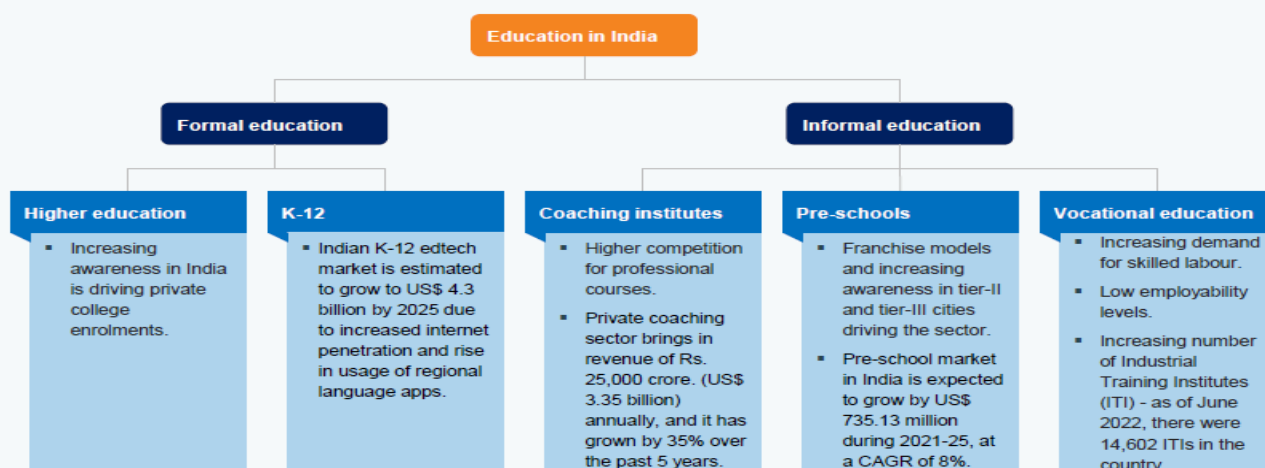 Education in India
Formal education
Informal education
Higher education
▪ Increasing
awareness in India
is driving private
college
enrolments.
K-12
▪ Indian K-12 edtech
market is estimated
to grow to US$ 4.3
billion by 2025 due
to increased internet
penetration and rise
in usage of regional
language apps.
Coaching institutes
▪ Higher competition
for professional
courses.
▪ Private coaching
sector brings in
revenue of Rs.
25,000 crore. (US$
3.35 billion)
annually, and it has
grown by 35% over
the past 5 years.
Pre-schools
▪ Franchise models
and increasing
awareness in tier-II
and tier-III cities
driving the sector.
▪ Pre-school market
in India is expected
to grow by US$
735.13 million
during 2021-25, at
a CAGR of 8%.
Vocational education
▪ Increasing demand
for skilled labour.
▪ Low employability
levels.
▪ Increasing number
of Industrial
Training Institutes
(ITI) - as of June
2022, there were
14,602 ITIs in the
country